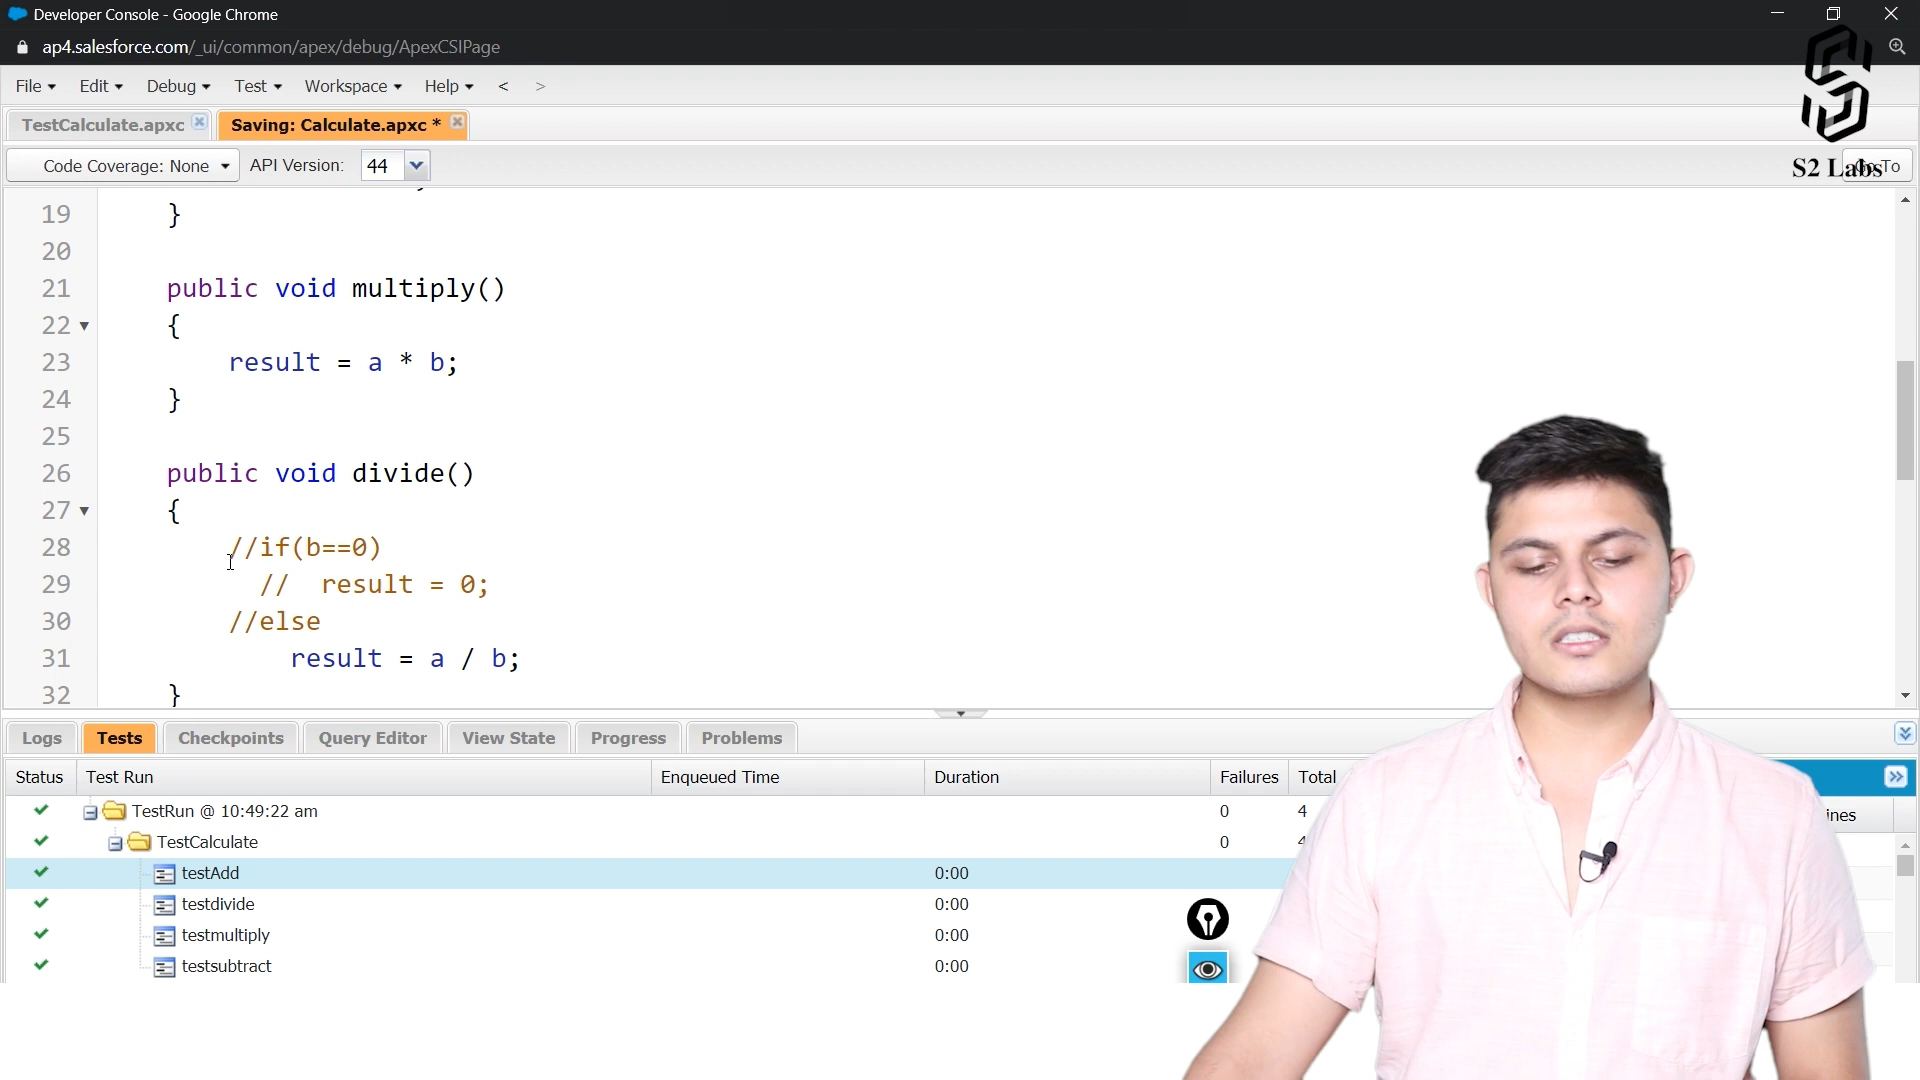 Developer Console - Google Chrome
ap4.salesforce.com/_ui/common/apex/debug/ApexCSIPage
File Edit Debug Test Workspace Help < >
TestCalculate.apxc Saving: Calculate.apxc *
Code Coverage: None API Version: 44 Go To
S2 Labs
19 }
20
21 public void multiply()
22 {
23 result = a * b;
24 }
25
26 public void divide()
27 {
28 //if(b==0)
29 // result = 0;
30 //else
31 result = a / b;
32 }
Logs Tests Checkpoints Query Editor View State Progress Problems
Status Test Run Enqueued Time Duration Failures Total
TestRun @ 10:49:22 am 0 4
ines
TestCalculate 0 4
testAdd 0:00
testdivide 0:00
testmultiply 0:00
testsubtract 0:00